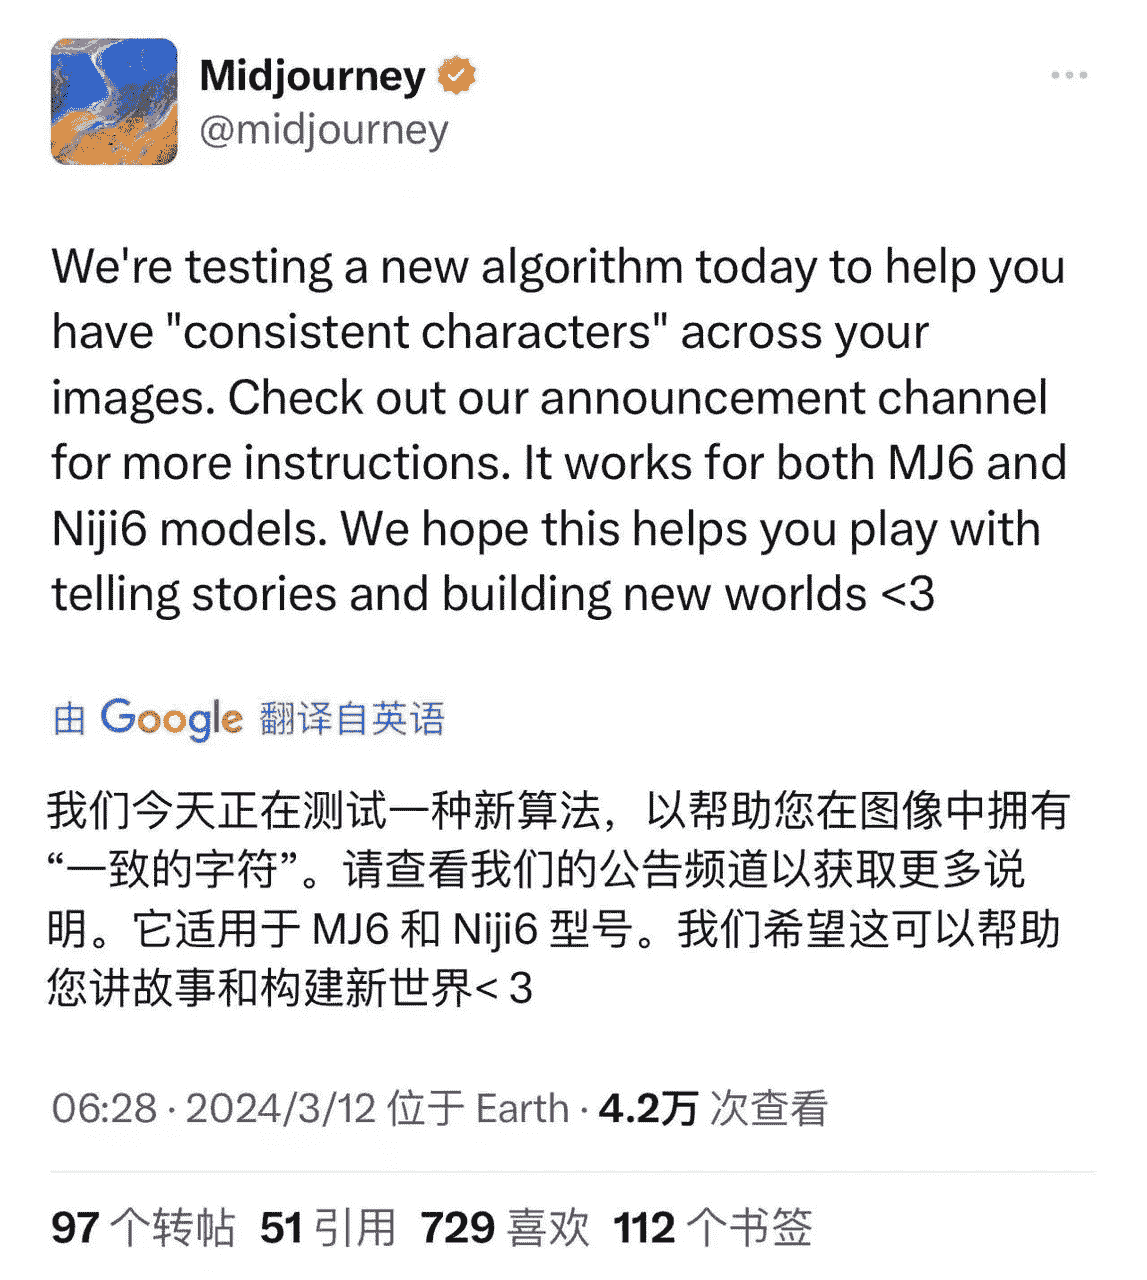 Midjourney
@midjourney
We're testing a new algorithm today to help you
have "consistent characters" across your
images. Check out our announcement channel
for more instructions. It works for both MJ6 and
Niji6 models. We hope this helps you play with
telling stories and building new worlds <3
由 Google 翻译自英语
我们今天正在测试一种新算法，以帮助您在图像中拥有
“一致的字符”。请查看我们的公告频道以获取更多说
明。它适用于 MJ6 和 Niji6 型号。我们希望这可以帮助
您讲故事和构建新世界< 3
06:28 · 2024/3/12 位于 Earth · 4.2万 次查看
97 个转帖 51 引用 729 喜欢 112 个书签